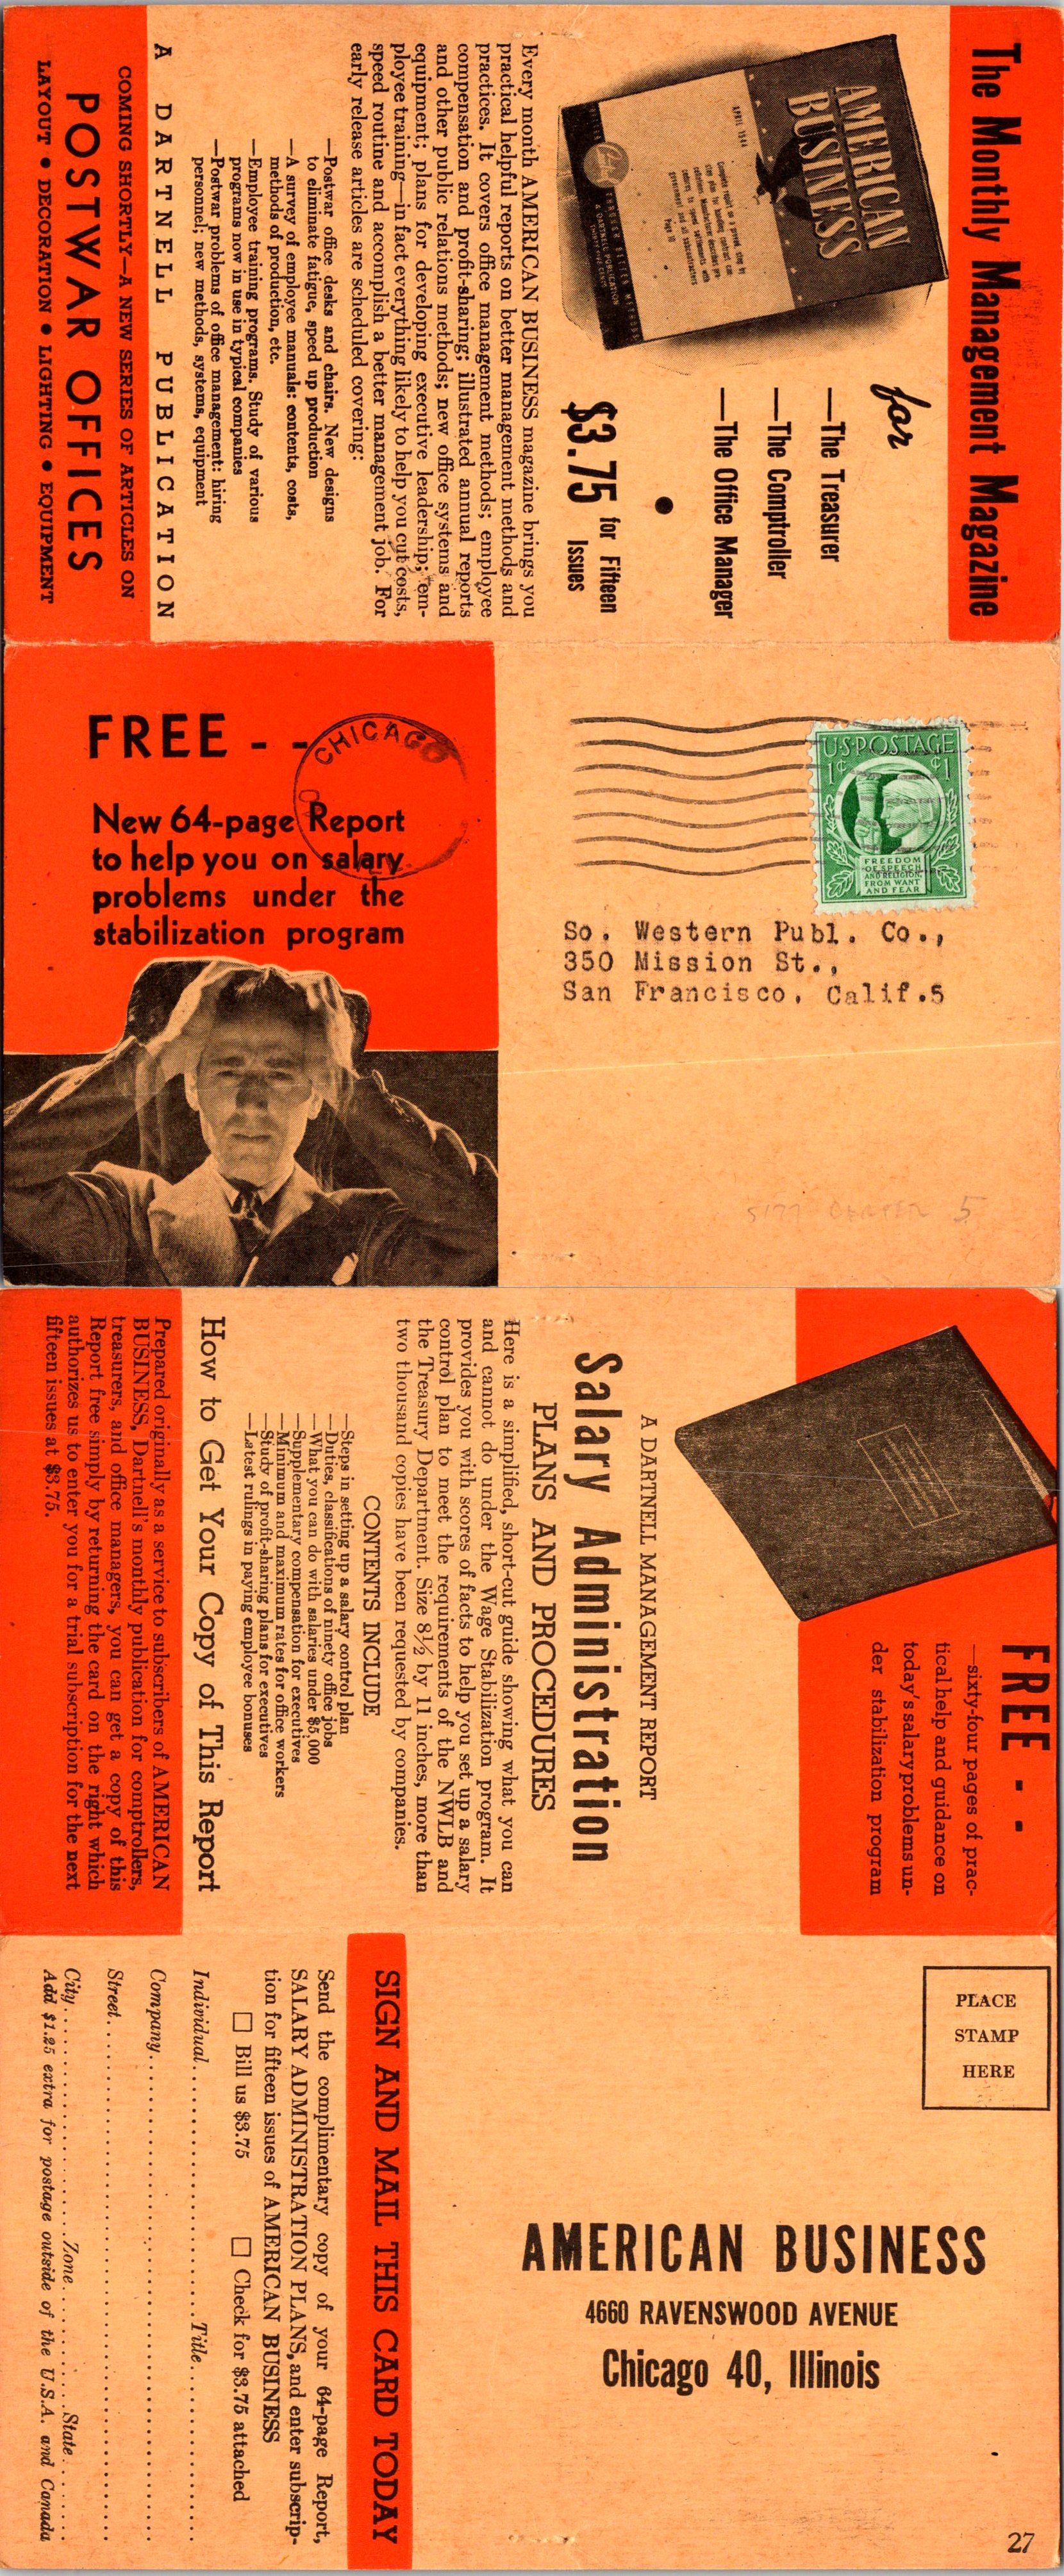 The Monthly Management Magazine
for
—The Treasurer
—The Comptroller
—The Office Manager
●
$3.75 for Fifteen
Issues
AMERICAN
BUSINESS
APRIL 1944
Page 10
A DARTNELL PUBLICATION
Every month AMERICAN BUSINESS magazine brings you
practical helpful reports on better management methods and
practices. It covers office management methods; employee
compensation and profit-sharing; illustrated annual reports
and other public relations methods; new office systems and
equipment; plans for developing executive leadership; em-
ployee training—in fact everything likely to help you cut costs,
speed routine and accomplish a better management job. For
early release articles are scheduled covering:
—Postwar office desks and chairs. New designs
to eliminate fatigue, speed up production
—A survey of employee manuals: contents, costs,
methods of production, etc.
—Employee training programs. Study of various
programs now in use in typical companies
—Postwar problems of office management: hiring
personnel; new methods, systems, equipment
A DARTNELL PUBLICATION
COMING SHORTLY—A NEW SERIES OF ARTICLES ON
POSTWAR OFFICES
LAYOUT ● DECORATION ● LIGHTING ● EQUIPMENT
FREE - -
New 64-page Report
to help you on salary
problems under the
stabilization program
CHICAGO
U.S. POSTAGE
1¢ ¢1
FREEDOM
OF SPEECH
AND RELIGION,
FROM WANT
AND FEAR
So. Western Publ. Co.,
350 Mission St.,
San Francisco, Calif.5
5
FREE - -
—sixty-four pages of prac-
tical help and guidance on
today's salary problems un-
der stabilization program
A DARTNELL MANAGEMENT REPORT
Salary Administration
PLANS AND PROCEDURES
Here is a simplified, short-cut guide showing what you can
and cannot do under the Wage Stabilization program. It
provides you with scores of facts to help you set up a salary
control plan to meet the requirements of the NWLB and
the Treasury Department. Size 8½ by 11 inches, more than
two thousand copies have been requested by companies.
CONTENTS INCLUDE
—Steps in setting up a salary control plan
—Duties, classifications of ninety office jobs
—What you can do with salaries under $5,000
—Supplementary compensation for executives
—Minimum and maximum rates for office workers
—Study of profit-sharing plans for executives
—Latest rulings in paying employee bonuses
How to Get Your Copy of This Report
Prepared originally as a service to subscribers of AMERICAN
BUSINESS, Dartnell's monthly publication for comptrollers,
treasurers, and office managers, you can get a copy of this
Report free simply by returning the card on the right which
authorizes us to enter you for a trial subscription for the next
fifteen issues at $3.75.
PLACE
STAMP
HERE
AMERICAN BUSINESS
4660 RAVENSWOOD AVENUE
Chicago 40, Illinois
27
SIGN AND MAIL THIS CARD TODAY
Send the complimentary copy of your 64-page Report,
SALARY ADMINISTRATION PLANS, and enter subscrip-
tion for fifteen issues of AMERICAN BUSINESS
□ Bill us $3.75 □ Check for $3.75 attached
Individual Title
Company
Street
City Zone State
Add $1.25 extra for postage outside of the U.S.A. and Canada